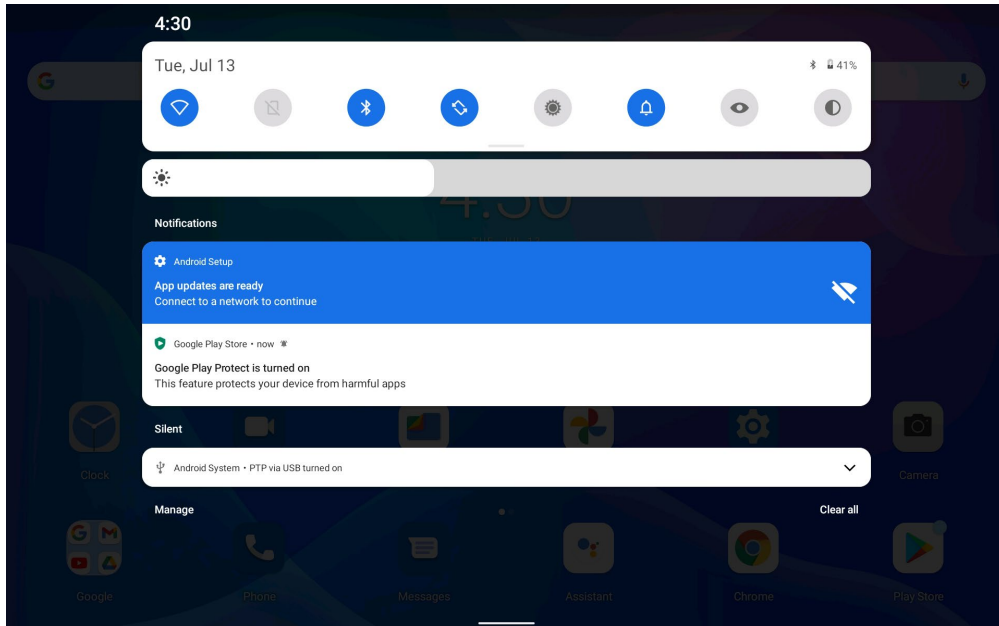 4:30
Tue, Jul 13
41%
4:30
Notifications
Android Setup
App updates are ready
Connect to a network to continue
Google Play Store • now
Google Play Protect is turned on
This feature protects your device from harmful apps
Silent
Android System • PTP via USB turned on
Clock
Camera
Manage
Clear all
Google
Phone
Messages
Assistant
Chrome
Play Store